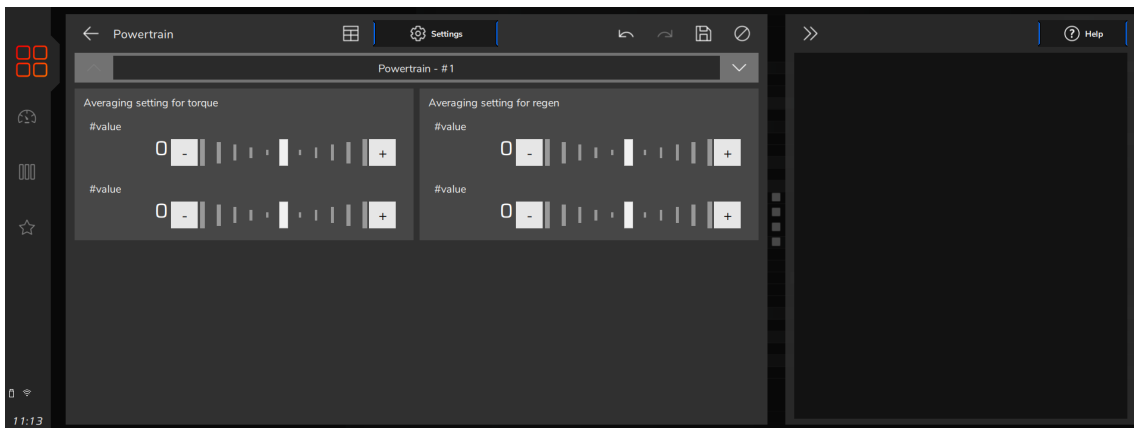 Powertrain
Settings
Help
Powertrain - #1
Averaging setting for torque
Averaging setting for regen
#value
#value
0 - +
0 - +
#value
#value
0 - +
0 - +
11:13